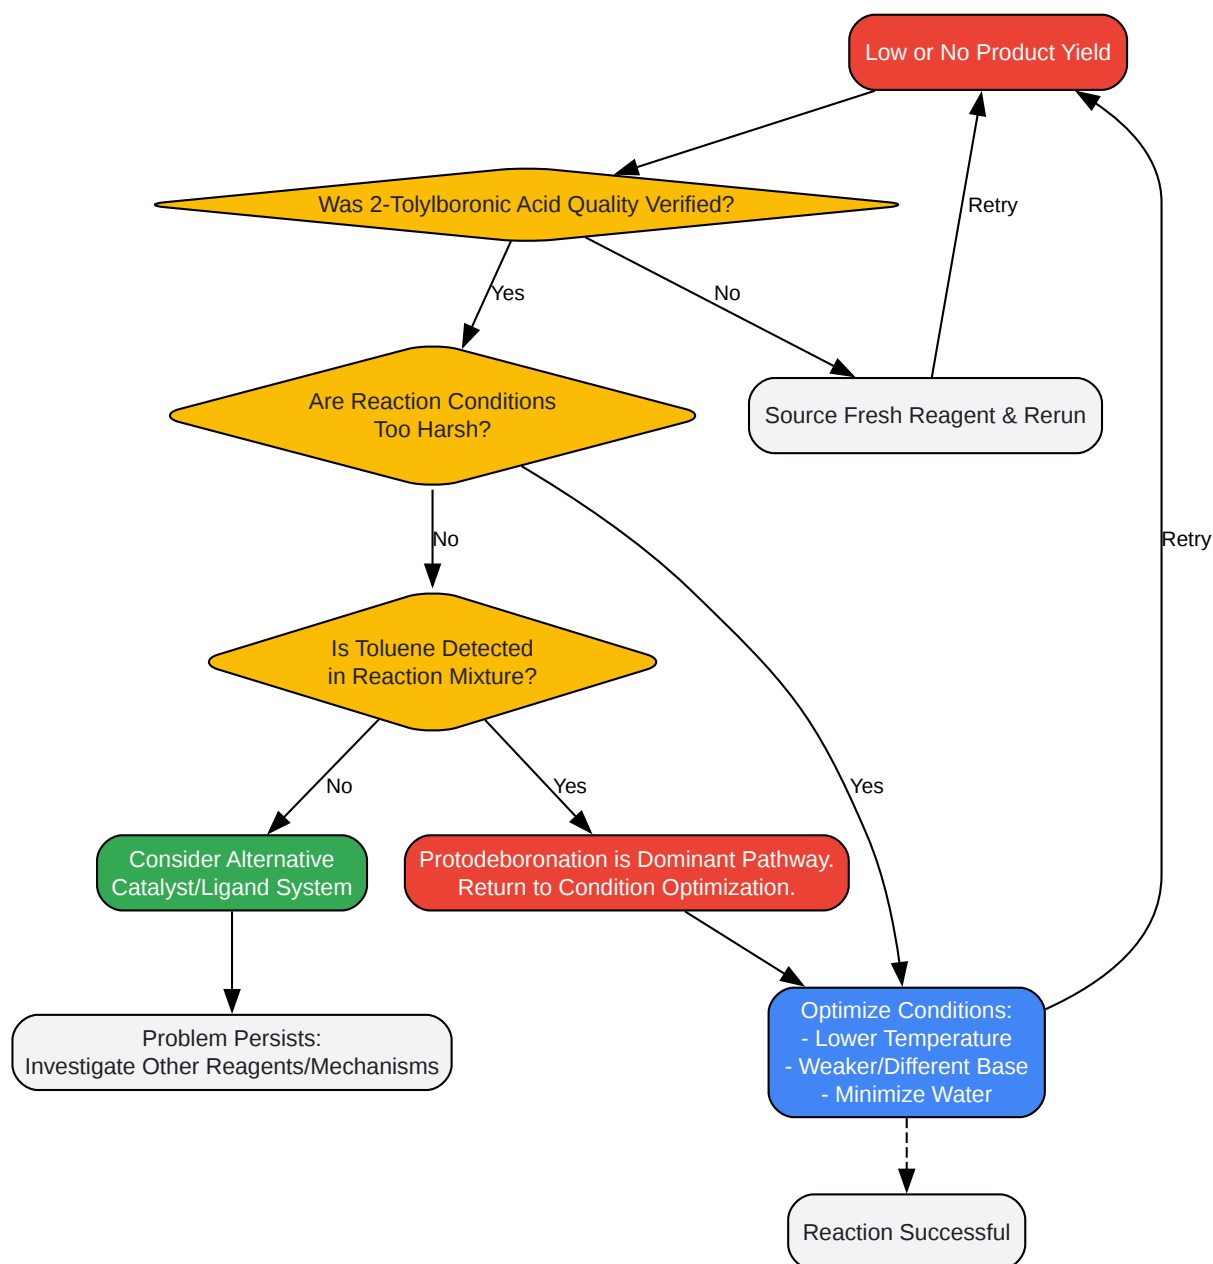 Low or No Product Yield
Was 2-Tolylboronic Acid Quality Verified?
Retry
Yes
No
Are Reaction Conditions
Too Harsh?
Source Fresh Reagent & Rerun
No
Retry
Is Toluene Detected
in Reaction Mixture?
No
Yes
Yes
Consider Alternative
Catalyst/Ligand System
Protodeboronation is Dominant Pathway.
Return to Condition Optimization.
Problem Persists:
Investigate Other Reagents/Mechanisms
Optimize Conditions:
- Lower Temperature
- Weaker/Different Base
- Minimize Water
Reaction Successful